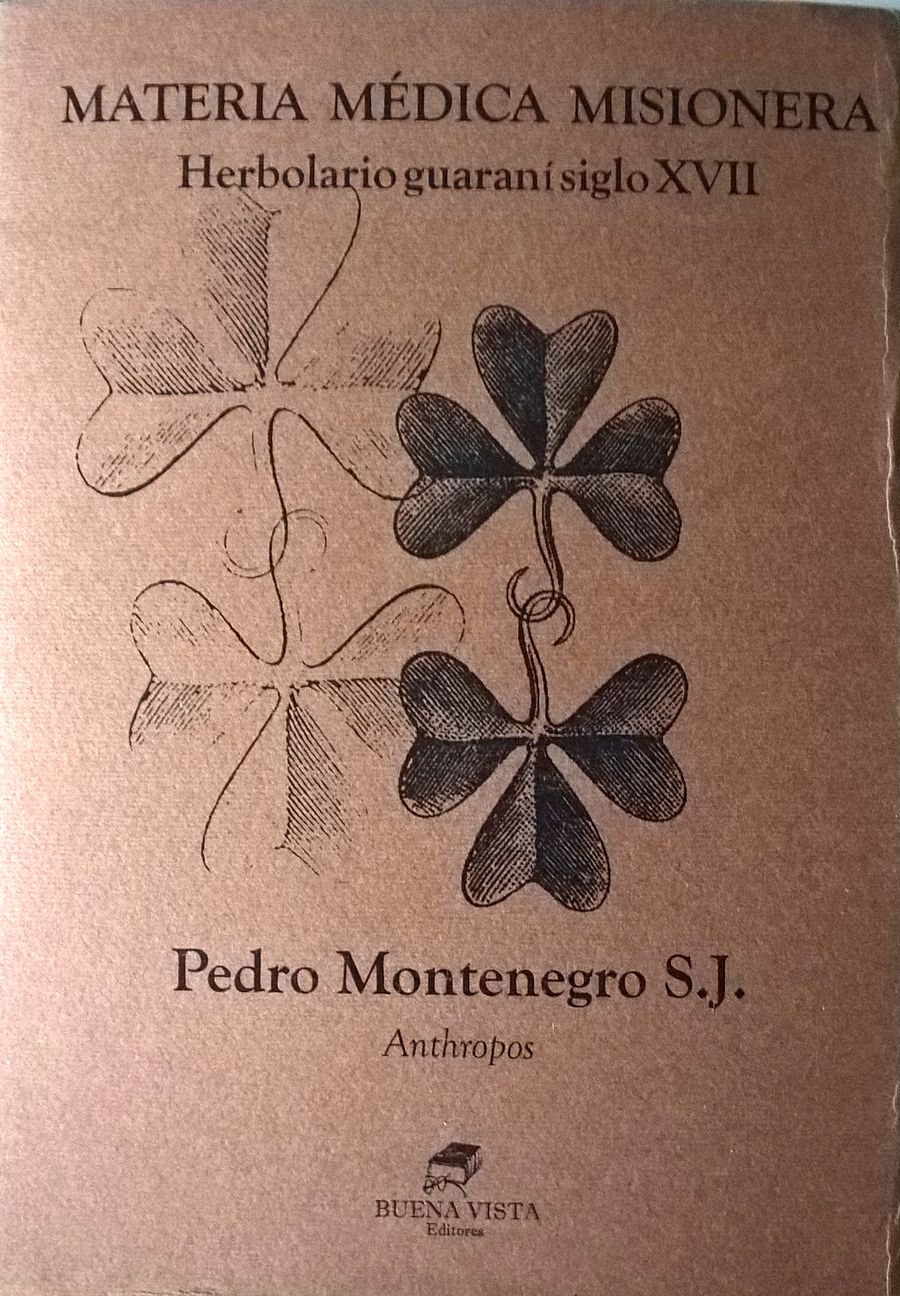 MATERIA MÉDICA MISIONERA
Herbolario guaraní siglo XVII
Pedro Montenegro S.J.
Anthropos
BUENA VISTA
Editores